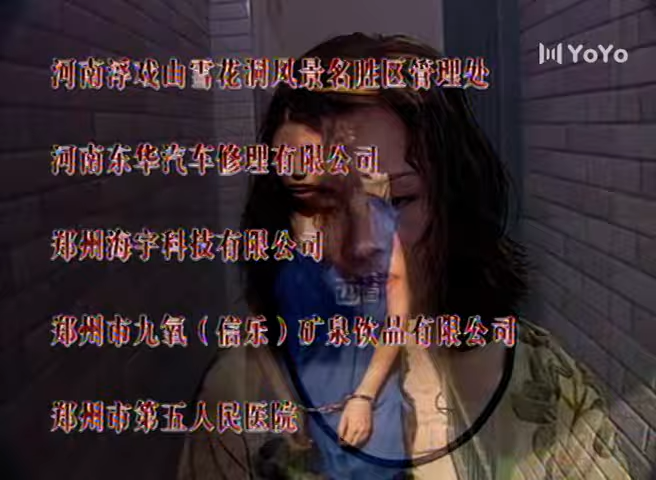 YoYo
河南浮戏山雪花洞风景名胜区管理处
河南东华汽车修理有限公司
郑州海宇科技有限公司
郑州市九氧（信乐）矿泉饮品有限公司
郑州市第五人民医院